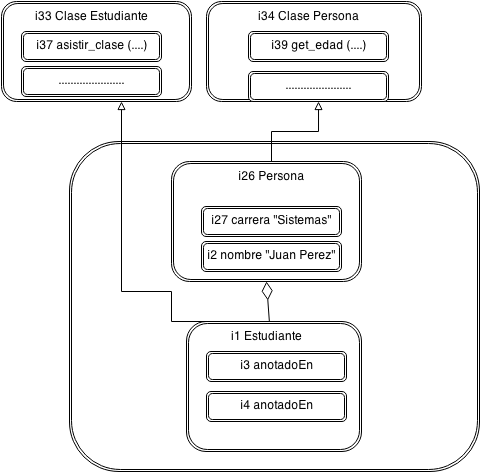 i33 Clase Estudiante
i37 asistir_clase (....)
......................
i34 Clase Persona
i39 get_edad (....)
......................
i26 Persona
i27 carrera "Sistemas"
i2 nombre "Juan Perez"
i1 Estudiante
i3 anotadoEn
i4 anotadoEn